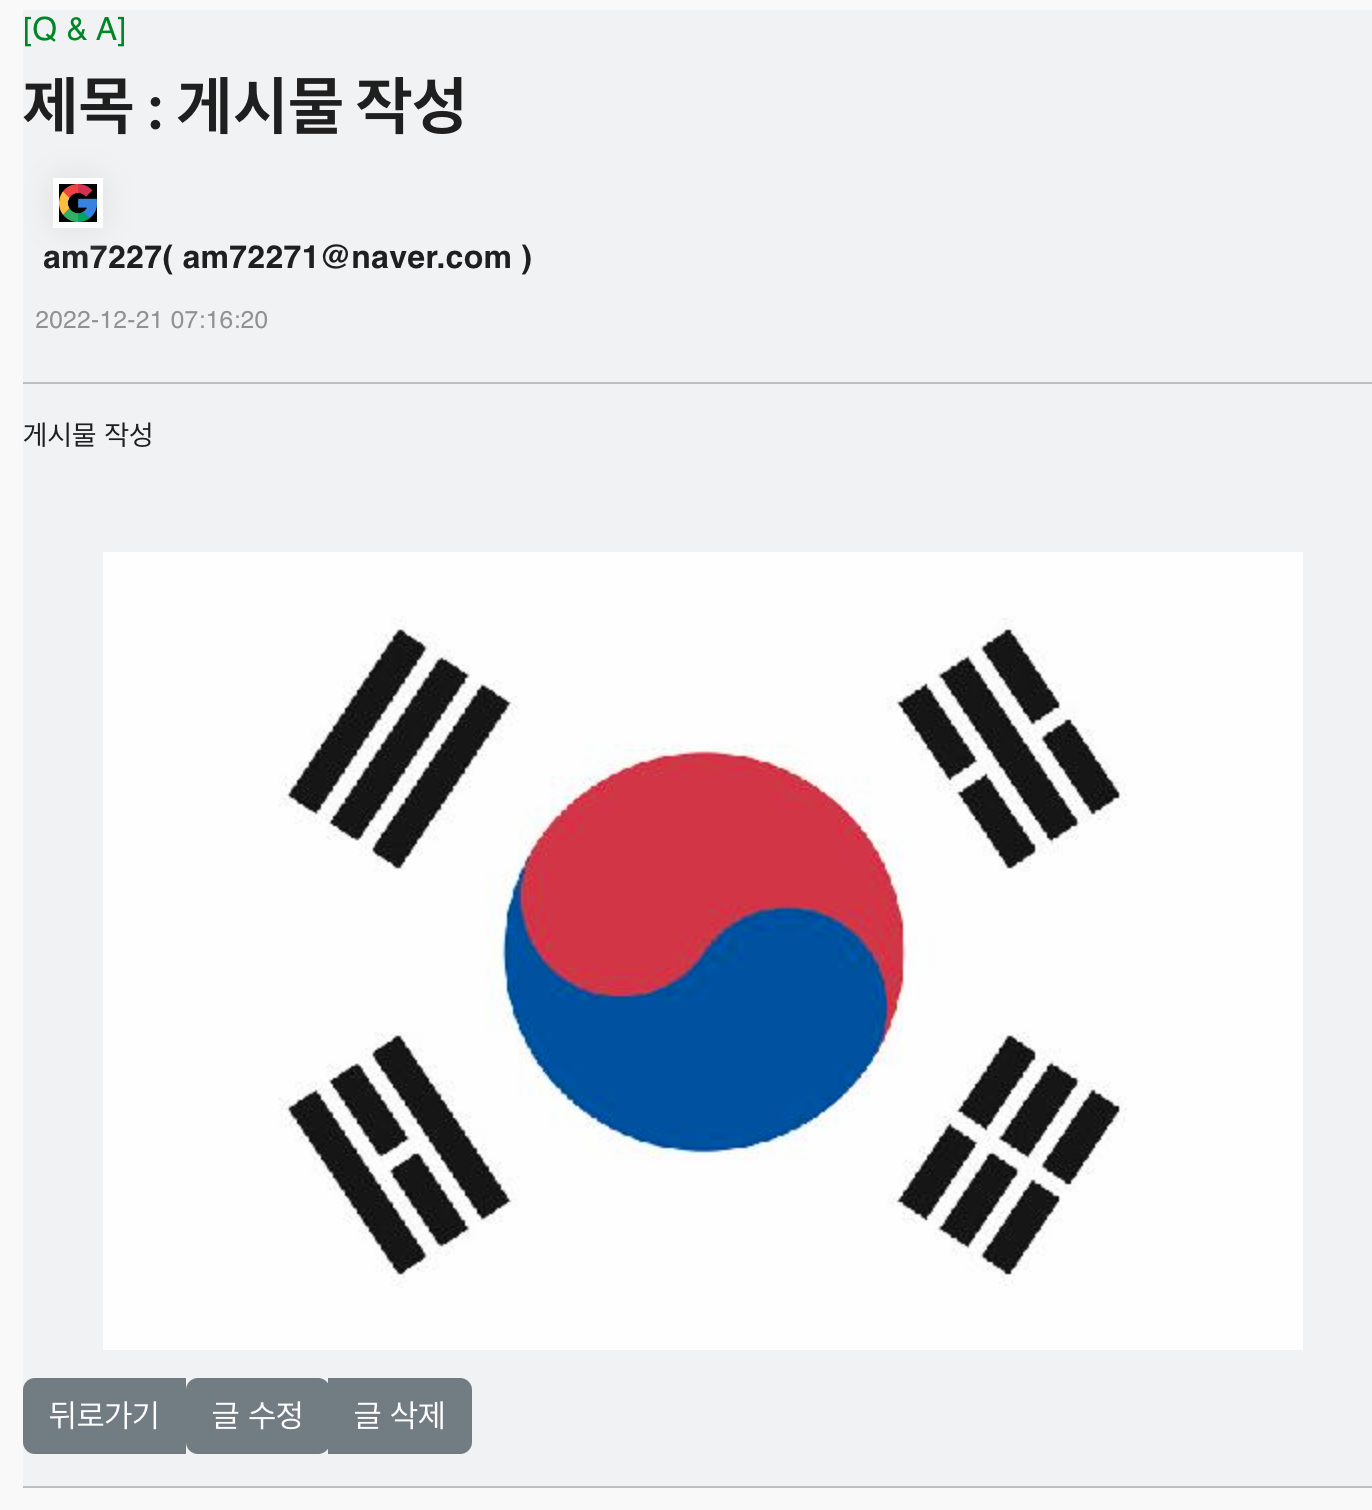 [Q & A]
제목 : 게시물 작성
am7227( am72271@naver.com )
2022-12-21 07:16:20
게시물 작성
뒤로가기 글 수정 글 삭제